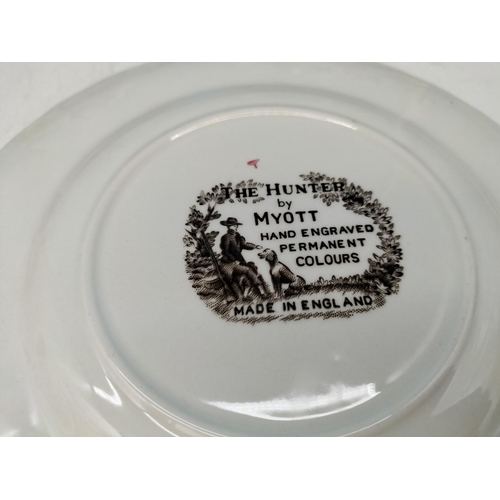 THE HUNTER
by
MYOTT
HAND ENGRAVED
PERMANENT
COLOURS
MADE IN ENGLAND